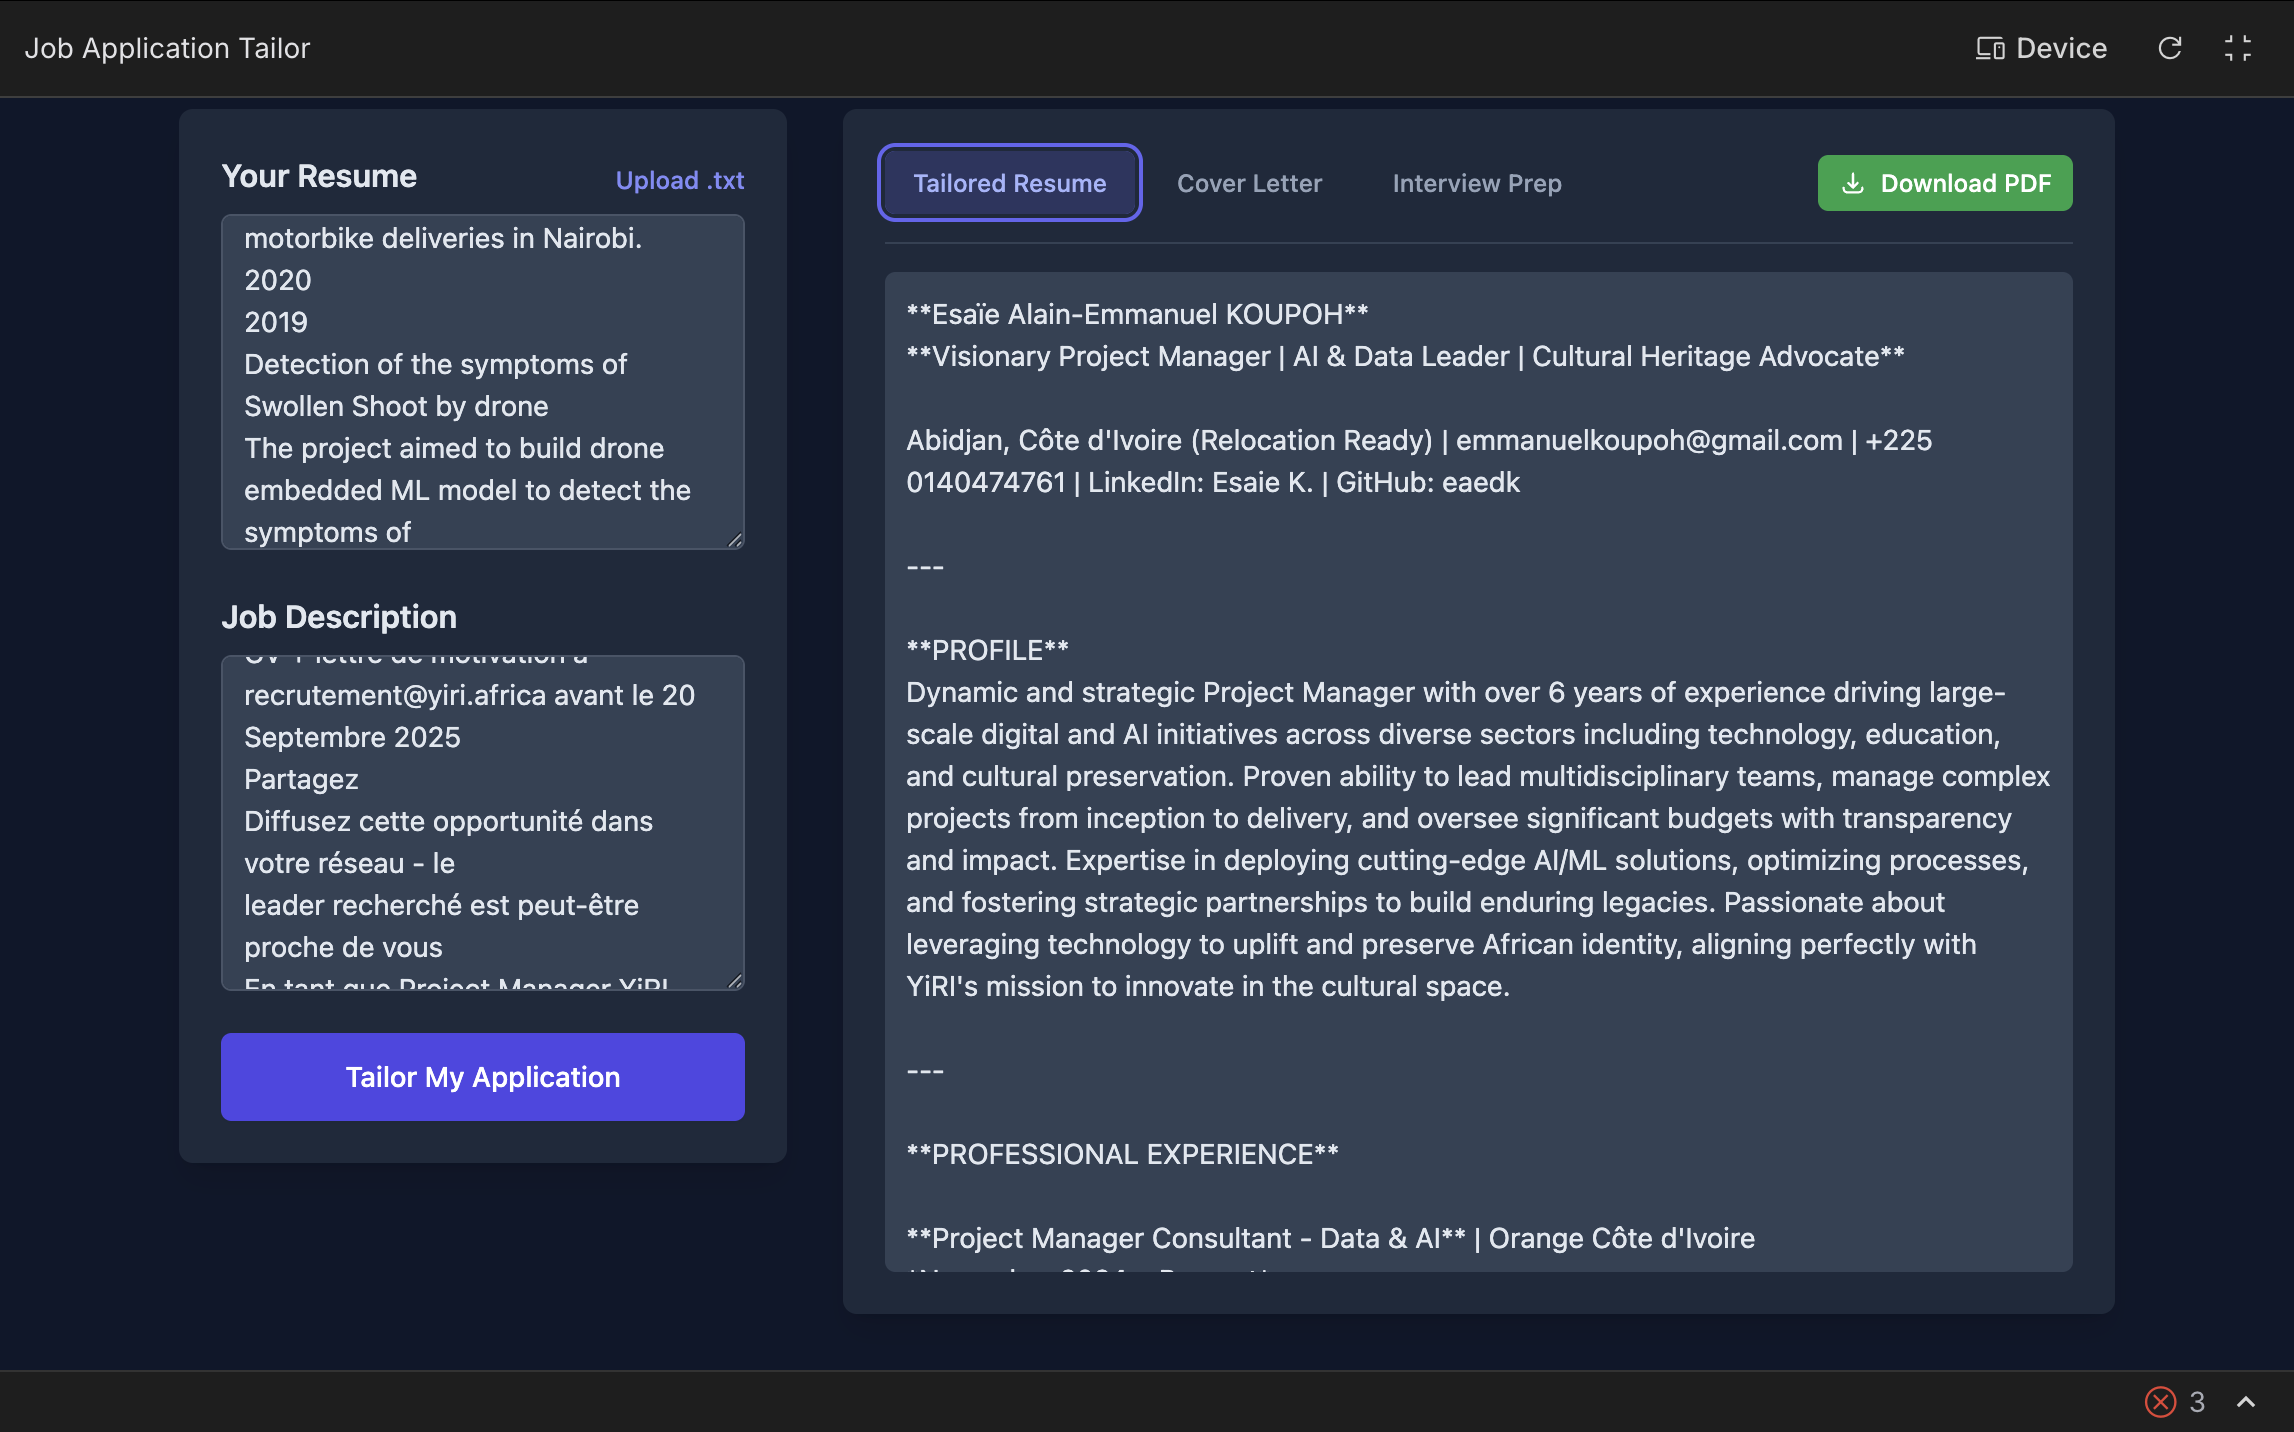 Job Application Tailor
Device
Your Resume
Upload .txt
motorbike deliveries in Nairobi.
2020
2019
Detection of the symptoms of
Swollen Shoot by drone
The project aimed to build drone
embedded ML model to detect the
symptoms of
Job Description
CV + lettre de motivation à
recrutement@yiri.africa avant le 20
Septembre 2025
Partagez
Diffusez cette opportunité dans
votre réseau - le
leader recherché est peut-être
proche de vous
En tant que Project Manager YiRI
Tailor My Application
Tailored Resume
Cover Letter
Interview Prep
Download PDF
**Esaïe Alain-Emmanuel KOUPOH**
**Visionary Project Manager | AI & Data Leader | Cultural Heritage Advocate**
Abidjan, Côte d'Ivoire (Relocation Ready) | emmanuelkoupoh@gmail.com | +225
0140474761 | LinkedIn: Esaie K. | GitHub: eaedk
---
**PROFILE**
Dynamic and strategic Project Manager with over 6 years of experience driving large-
scale digital and AI initiatives across diverse sectors including technology, education,
and cultural preservation. Proven ability to lead multidisciplinary teams, manage complex
projects from inception to delivery, and oversee significant budgets with transparency
and impact. Expertise in deploying cutting-edge AI/ML solutions, optimizing processes,
and fostering strategic partnerships to build enduring legacies. Passionate about
leveraging technology to uplift and preserve African identity, aligning perfectly with
YiRI's mission to innovate in the cultural space.
---
**PROFESSIONAL EXPERIENCE**
**Project Manager Consultant - Data & AI** | Orange Côte d'Ivoire
3